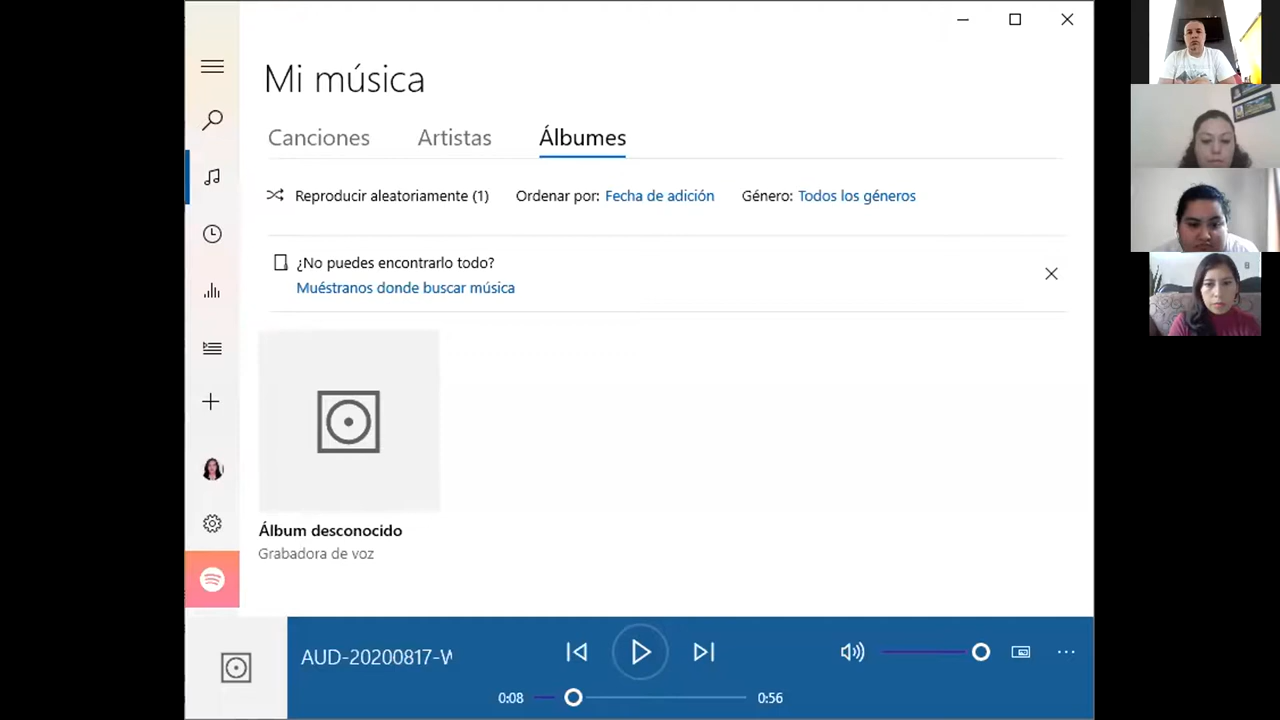 Mi música
Canciones Artistas Álbumes
Reproducir aleatoriamente (1) Ordenar por: Fecha de adición Género: Todos los géneros
¿No puedes encontrarlo todo?
Muéstranos donde buscar música
Álbum desconocido
Grabadora de voz
AUD-20200817-W
0:08 0:56